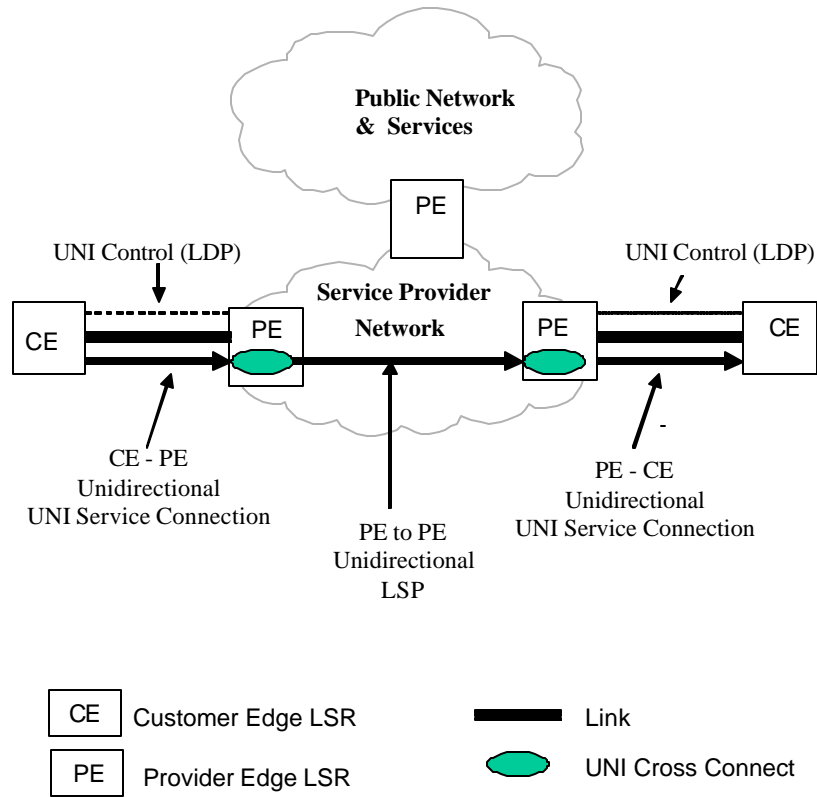 Public Network
& Services
PE
UNI Control (LDP)
UNI Control (LDP)
Service Provider
Network
CE
PE
PE
CE
CE - PE
Unidirectional
UNI Service Connection
PE to PE
Unidirectional
LSP
-
PE - CE
Unidirectional
UNI Service Connection
CE Customer Edge LSR
Link
PE Provider Edge LSR
UNI Cross Connect